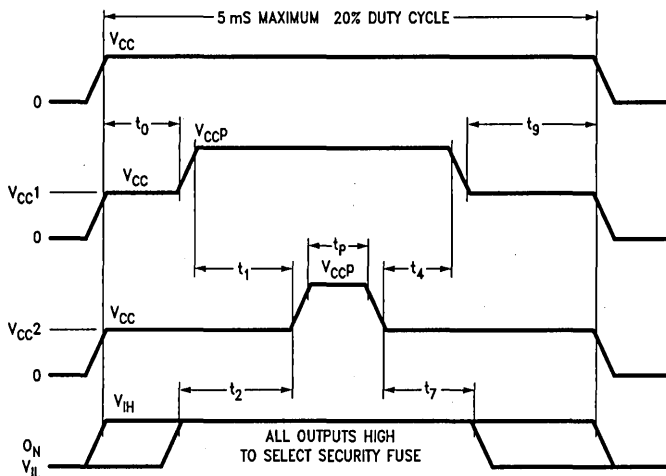 5 mS MAXIMUM 20% DUTY CYCLE
VCC
0
t0
VCCP
t9
VCC1
VCC
0
t1
tP
VCCP
t4
VCC2
VCC
0
t2
t7
VIH
ON
VIL
ALL OUTPUTS HIGH
TO SELECT SECURITY FUSE